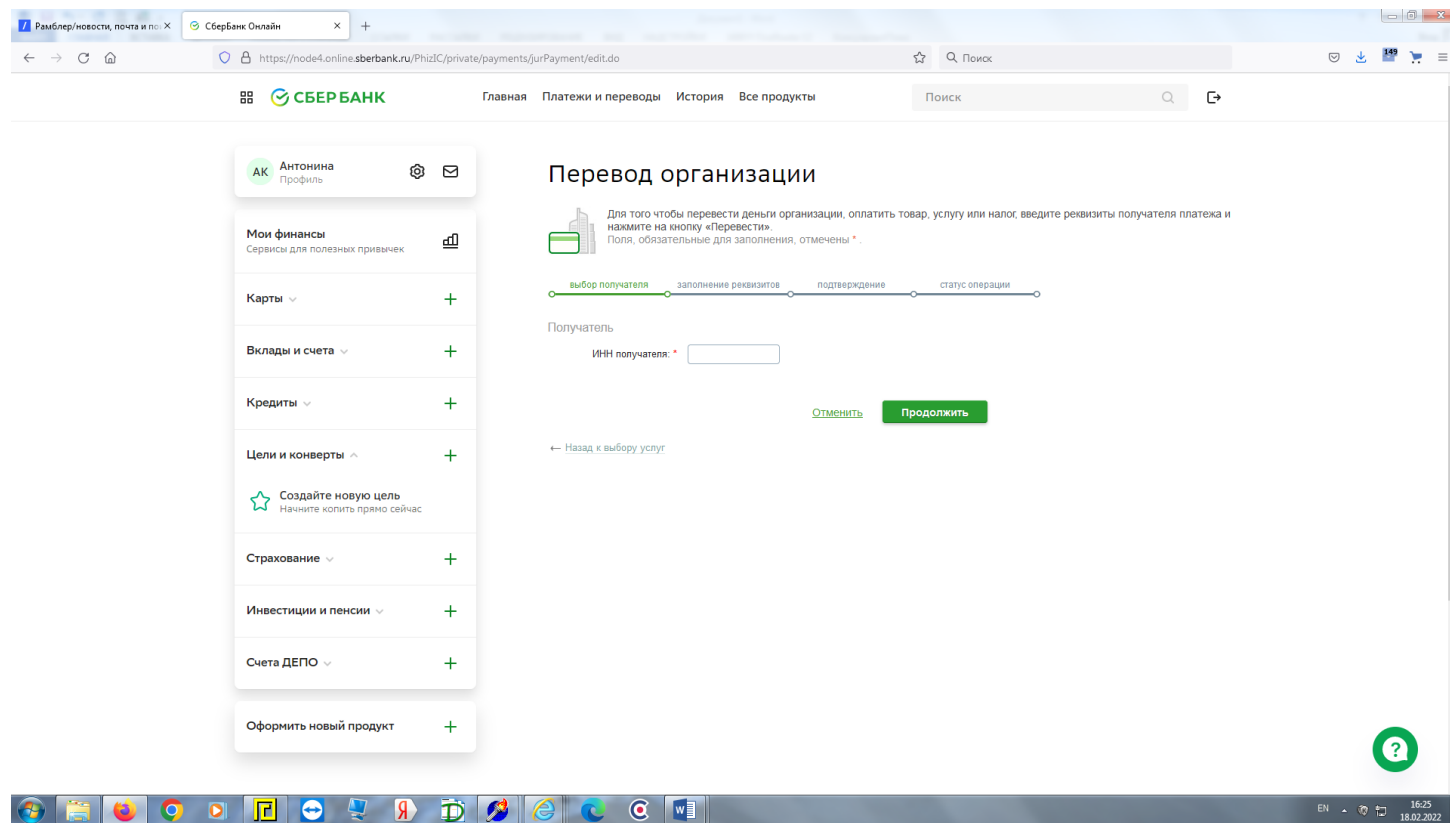 Рамблер/новости, почта и по
СберБанк Онлайн
https://node4.online.sberbank.ru/PhizIC/private/payments/jurPayment/edit.do
Поиск
149
СБЕР БАНК
Главная Платежи и переводы История Все продукты
Поиск
АК
Антонина
Профиль
Мои финансы
Сервисы для полезных привычек
Карты
Вклады и счета
Кредиты
Цели и конверты
Создайте новую цель
Начните копить прямо сейчас
Страхование
Инвестиции и пенсии
Счета ДЕПО
Оформить новый продукт
Перевод организации
Для того чтобы перевести деньги организации, оплатить товар, услугу или налог, введите реквизиты получателя платежа и
нажмите на кнопку «Перевести».
Поля, обязательные для заполнения, отмечены * .
выбор получателя заполнение реквизитов подтверждение статус операции
Получатель
ИНН получателя: *
Отменить Продолжить
← Назад к выбору услуг
EN
16:25
18.02.2022